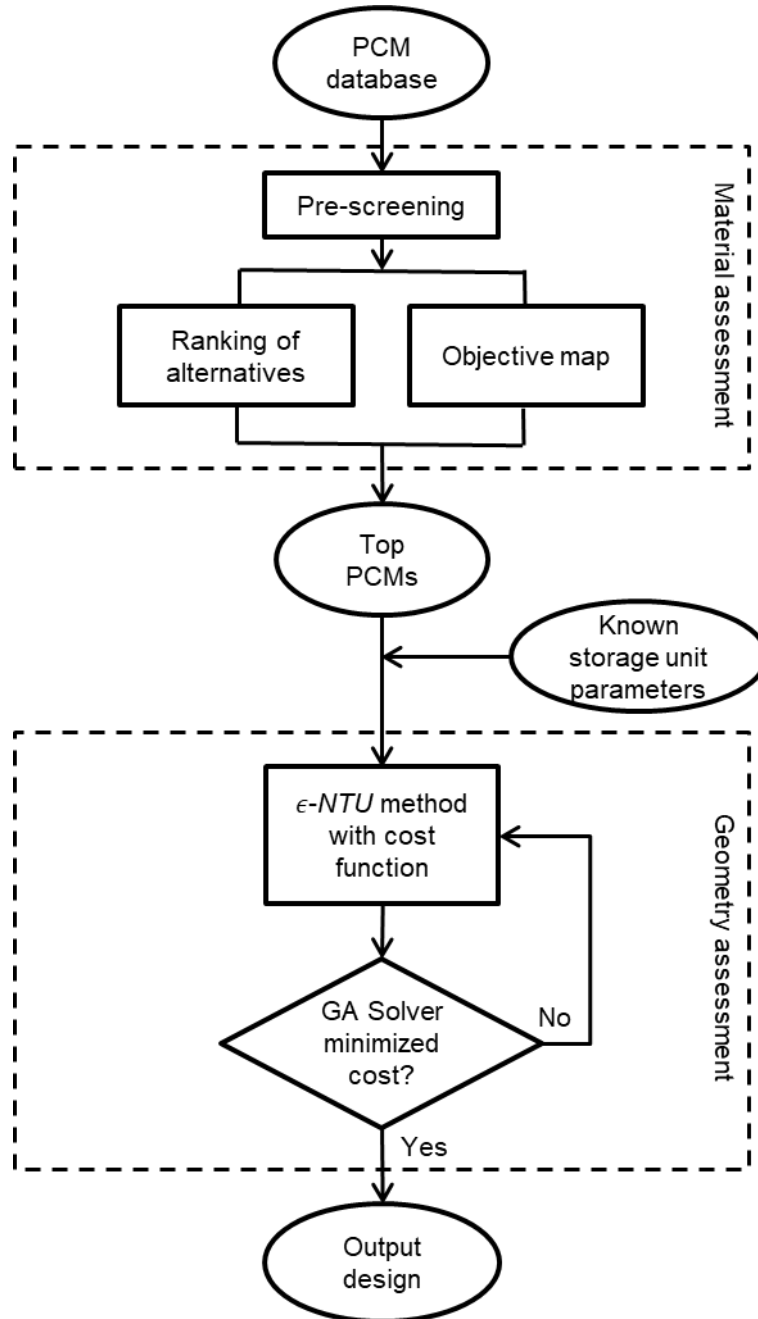 PCM
database
Material assessment
Pre-screening
Ranking of
alternatives
Objective map
Top
PCMs
Known
storage unit
parameters
Geometry assessment
ϵ-NTU method
with cost
function
GA Solver
minimized
cost?
No
Yes
Output
design